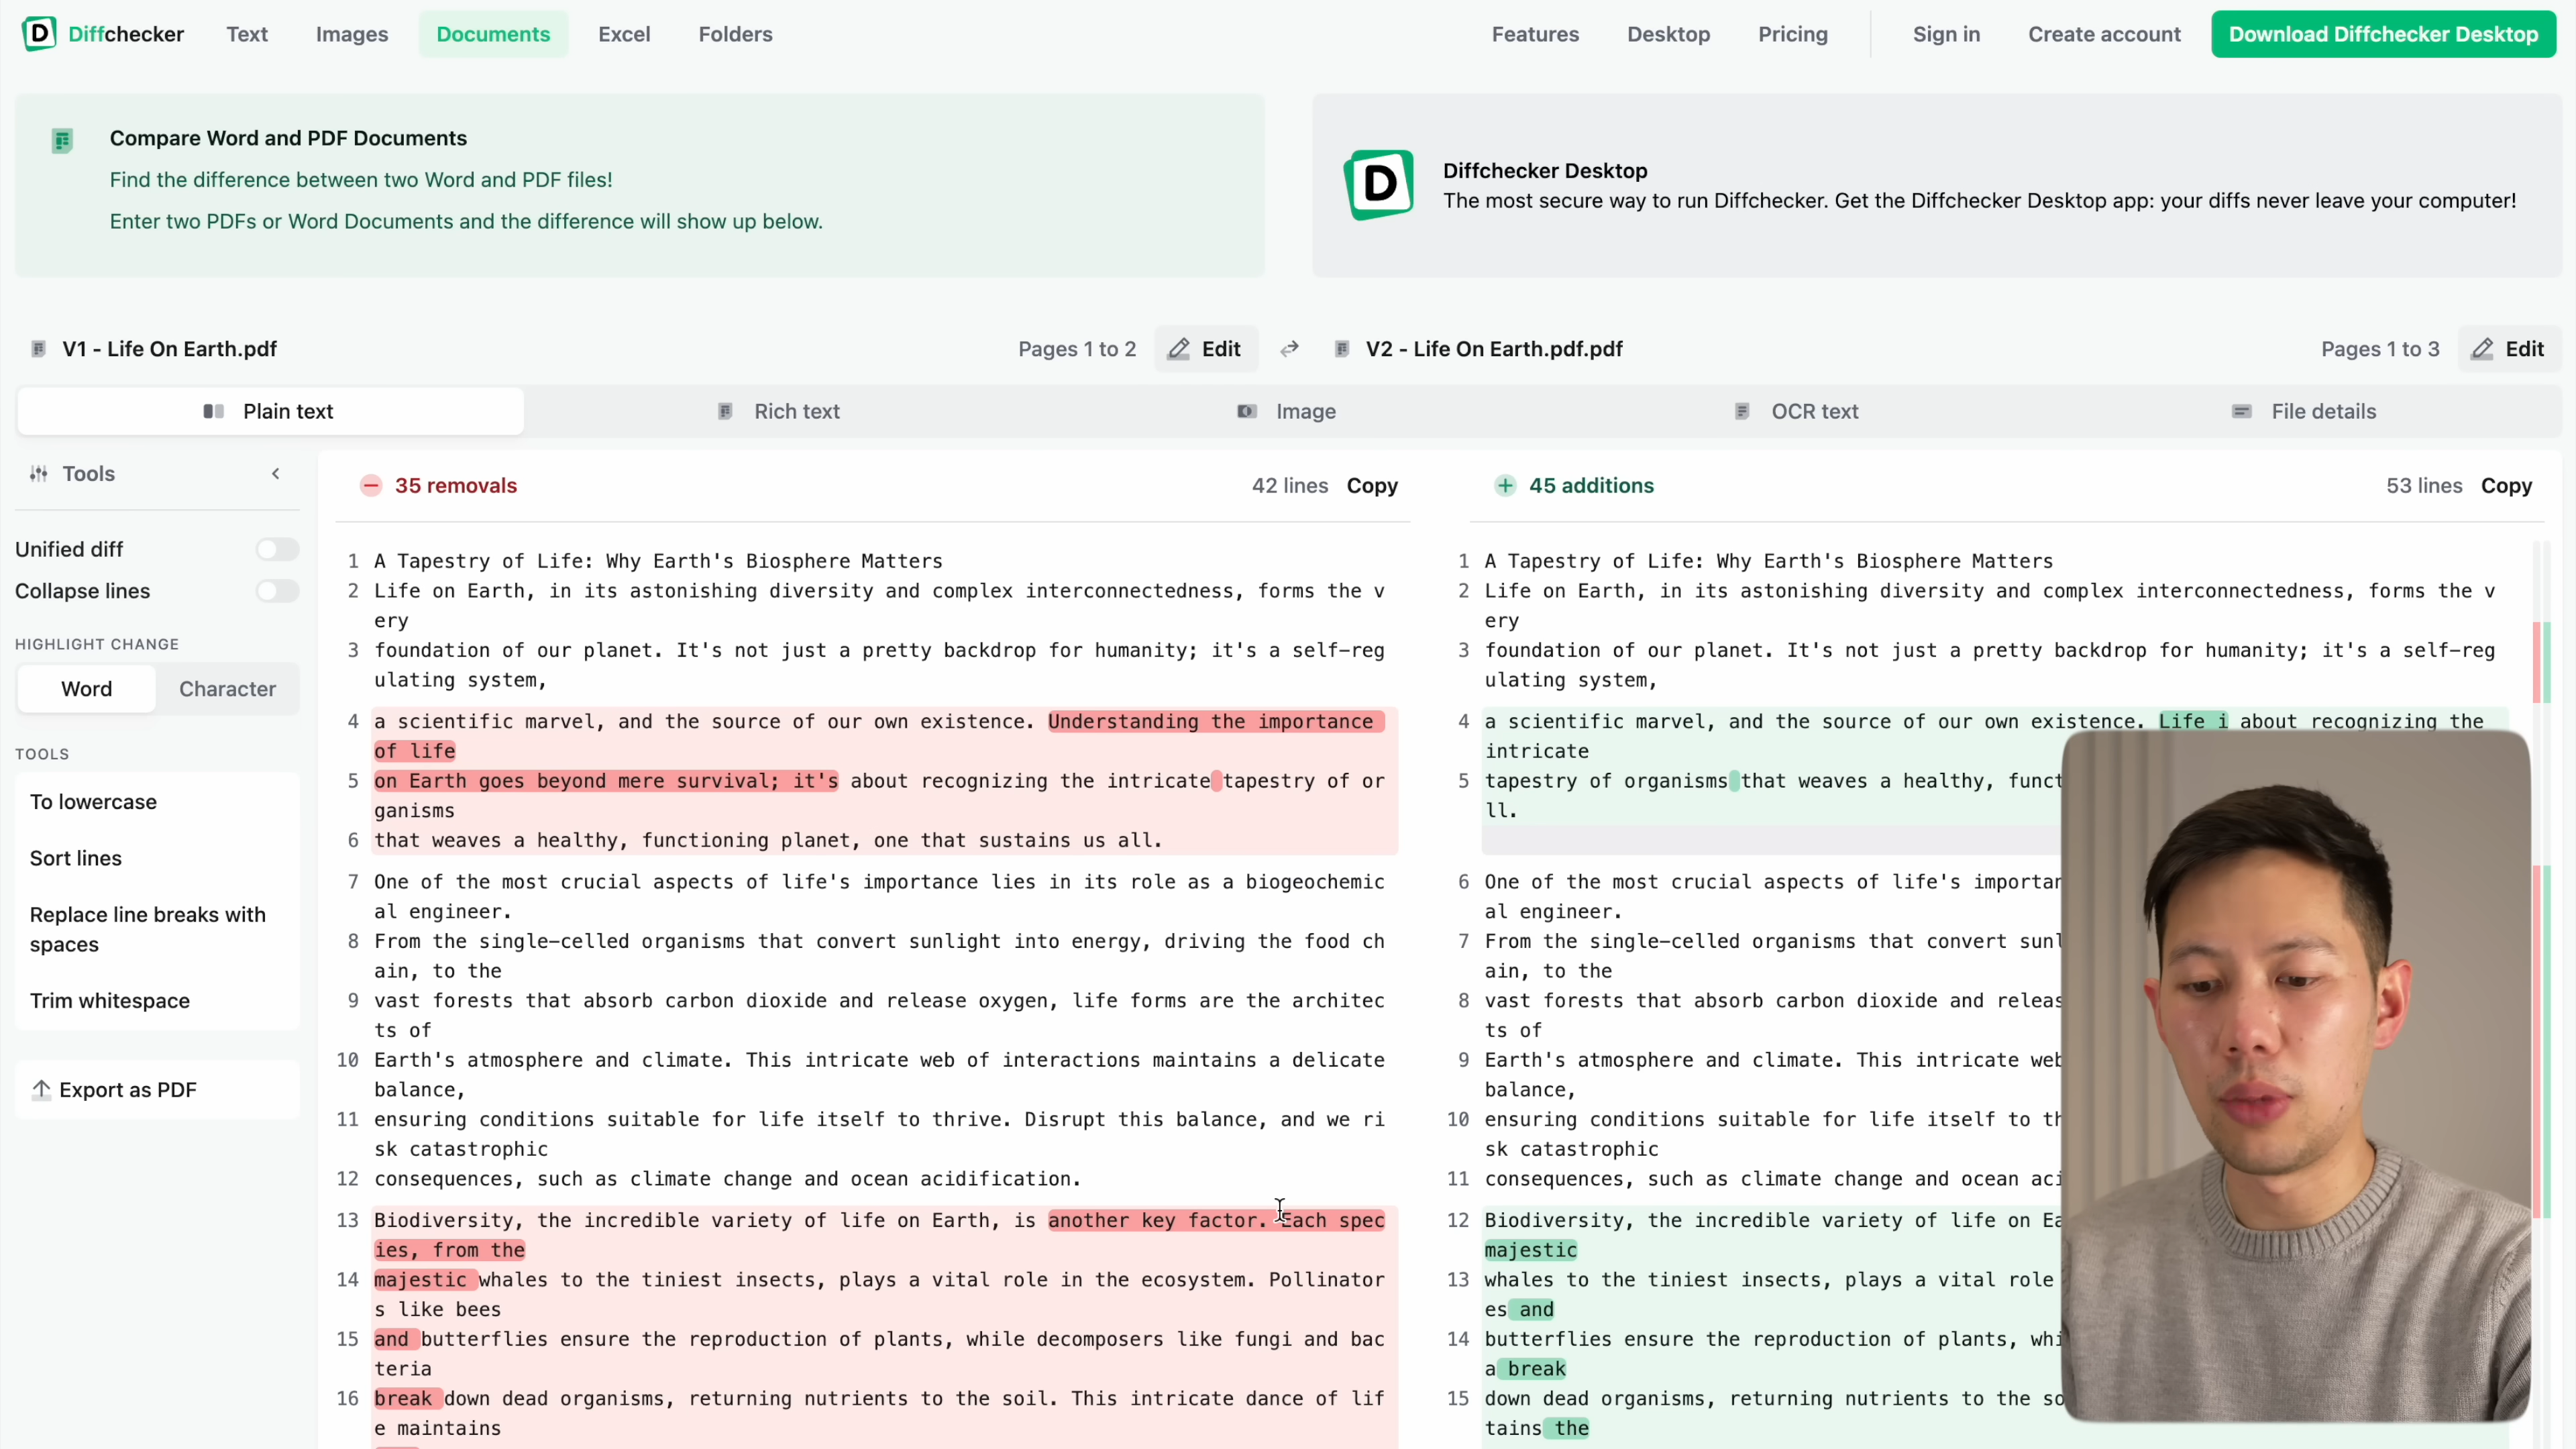 Diffchecker Text Images Documents Excel Folders Features Desktop Pricing Sign in Create account Download Diffchecker Desktop
Compare Word and PDF Documents
Find the difference between two Word and PDF files!
Enter two PDFs or Word Documents and the difference will show up below.
Diffchecker Desktop
The most secure way to run Diffchecker. Get the Diffchecker Desktop app: your diffs never leave your computer!
V1 - Life On Earth.pdf Pages 1 to 2 Edit
V2 - Life On Earth.pdf.pdf Pages 1 to 3 Edit
Plain text Rich text Image OCR text File details
Tools
Unified diff
Collapse lines
HIGHLIGHT CHANGE
Word Character
TOOLS
To lowercase
Sort lines
Replace line breaks with
spaces
Trim whitespace
Export as PDF
35 removals 42 lines Copy
1 A Tapestry of Life: Why Earth's Biosphere Matters
2 Life on Earth, in its astonishing diversity and complex interconnectedness, forms the v
ery
3 foundation of our planet. It's not just a pretty backdrop for humanity; it's a self-reg
ulating system,
4 a scientific marvel, and the source of our own existence. Understanding the importance
of life
5 on Earth goes beyond mere survival; it's about recognizing the intricate tapestry of or
ganisms
6 that weaves a healthy, functioning planet, one that sustains us all.
7 One of the most crucial aspects of life's importance lies in its role as a biogeochemic
al engineer.
8 From the single-celled organisms that convert sunlight into energy, driving the food ch
ain, to the
9 vast forests that absorb carbon dioxide and release oxygen, life forms are the architec
ts of
10 Earth's atmosphere and climate. This intricate web of interactions maintains a delicate
balance,
11 ensuring conditions suitable for life itself to thrive. Disrupt this balance, and we ri
sk catastrophic
12 consequences, such as climate change and ocean acidification.
13 Biodiversity, the incredible variety of life on Earth, is another key factor. Each spec
ies, from the
14 majestic whales to the tiniest insects, plays a vital role in the ecosystem. Pollinator
s like bees
15 and butterflies ensure the reproduction of plants, while decomposers like fungi and bac
teria
16 break down dead organisms, returning nutrients to the soil. This intricate dance of lif
e maintains
45 additions 53 lines Copy
1 A Tapestry of Life: Why Earth's Biosphere Matters
2 Life on Earth, in its astonishing diversity and complex interconnectedness, forms the v
ery
3 foundation of our planet. It's not just a pretty backdrop for humanity; it's a self-reg
ulating system,
4 a scientific marvel, and the source of our own existence. Life i about recognizing the
intricate
5 tapestry of organisms that weaves a healthy, funct
ll.
6 One of the most crucial aspects of life's importan
al engineer.
7 From the single-celled organisms that convert sunl
ain, to the
8 vast forests that absorb carbon dioxide and releas
ts of
9 Earth's atmosphere and climate. This intricate web
balance,
10 ensuring conditions suitable for life itself to th
sk catastrophic
11 consequences, such as climate change and ocean aci
12 Biodiversity, the incredible variety of life on Ea
majestic
13 whales to the tiniest insects, plays a vital role
es and
14 butterflies ensure the reproduction of plants, whi
a break
15 down dead organisms, returning nutrients to the so
tains the